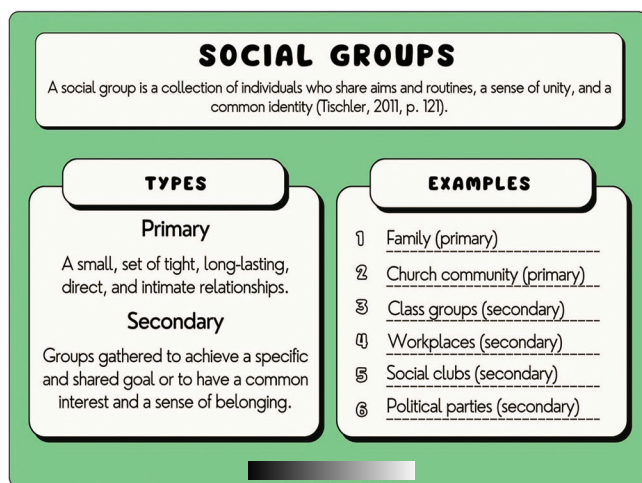 SOCIAL GROUPS
A social group is a collection of individuals who share aims and routines, a sense of unity, and a
common identity (Tischler, 2011, p. 121).
TYPES
Primary
A small, set of tight, long-lasting,
direct, and intimate relationships.
Secondary
Groups gathered to achieve a specific
and shared goal or to have a common
interest and a sense of belonging.
EXAMPLES
1 Family (primary)
2 Church community (primary)
3 Class groups (secondary)
4 Workplaces (secondary)
5 Social clubs (secondary)
6 Political parties (secondary)